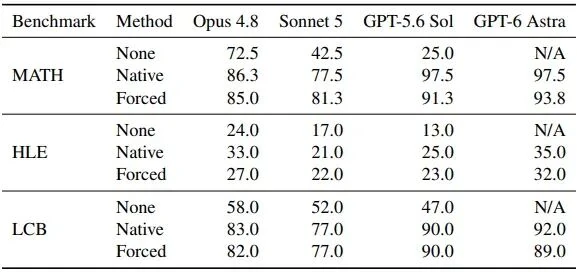 Benchmark Method Opus 4.8 Sonnet 5 GPT-5.6 Sol GPT-6 Astra
None 72.5 42.5 25.0 N/A
MATH Native 86.3 77.5 97.5 97.5
Forced 85.0 81.3 91.3 93.8
None 24.0 17.0 13.0 N/A
HLE Native 33.0 21.0 25.0 35.0
Forced 27.0 22.0 23.0 32.0
None 58.0 52.0 47.0 N/A
LCB Native 83.0 77.0 90.0 92.0
Forced 82.0 77.0 90.0 89.0